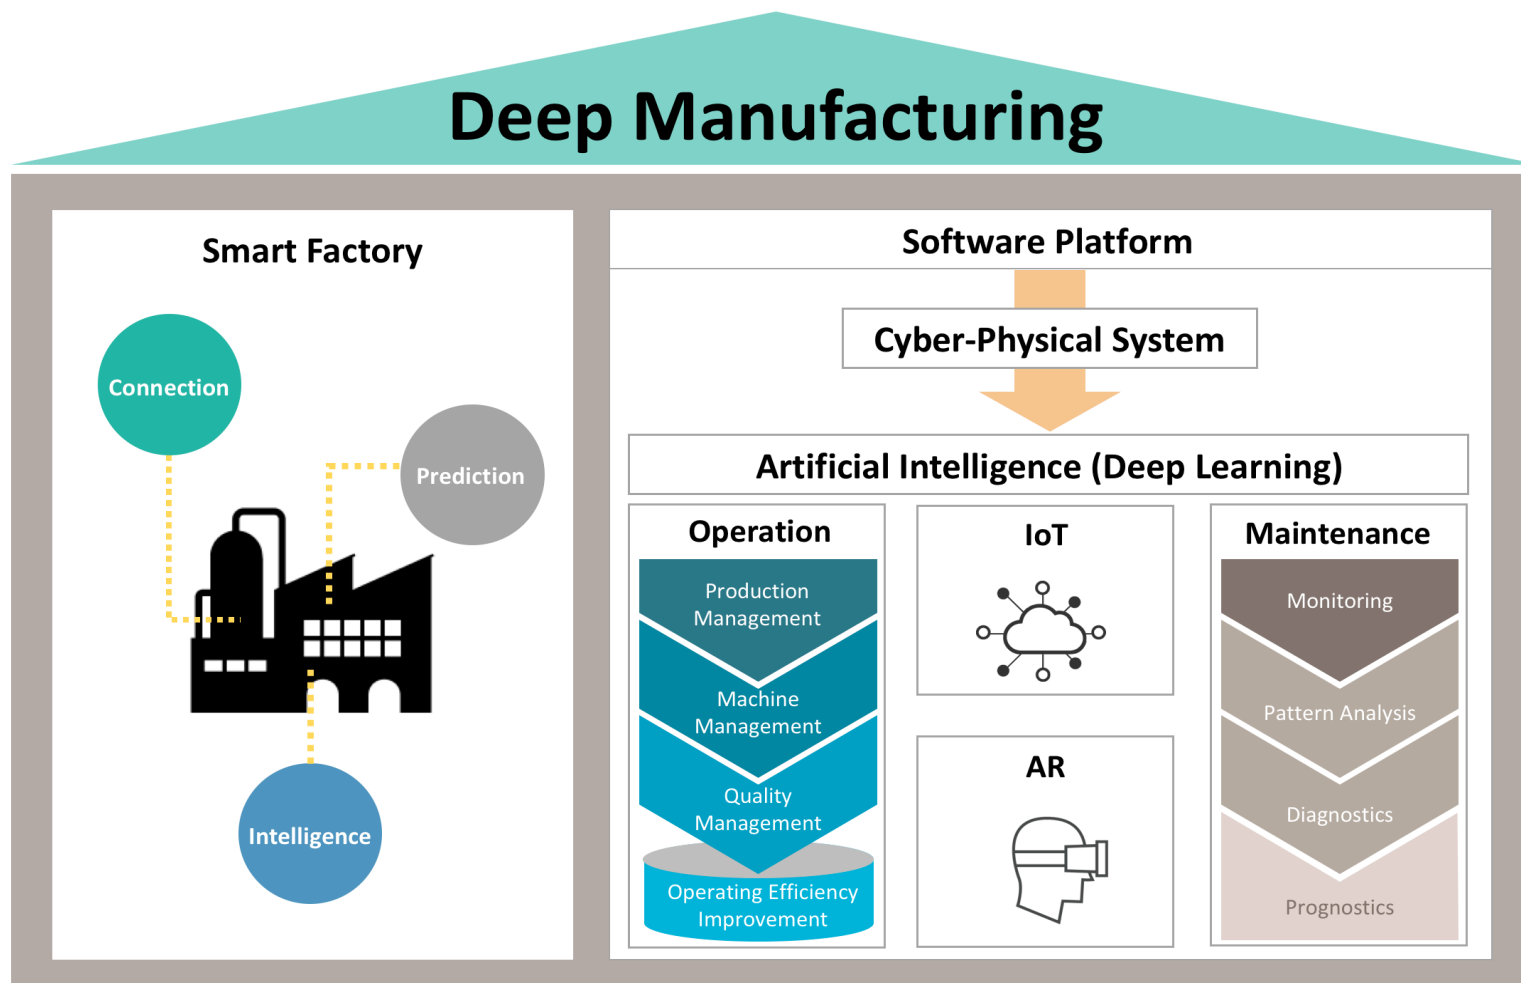 Deep Manufacturing
Smart Factory
Connection
Prediction
Intelligence
Software Platform
Cyber-Physical System
Artificial Intelligence (Deep Learning)
Operation
Production
Management
Machine
Management
Quality
Management
Operating Efficiency
Improvement
IoT
AR
Maintenance
Monitoring
Pattern Analysis
Diagnostics
Prognostics